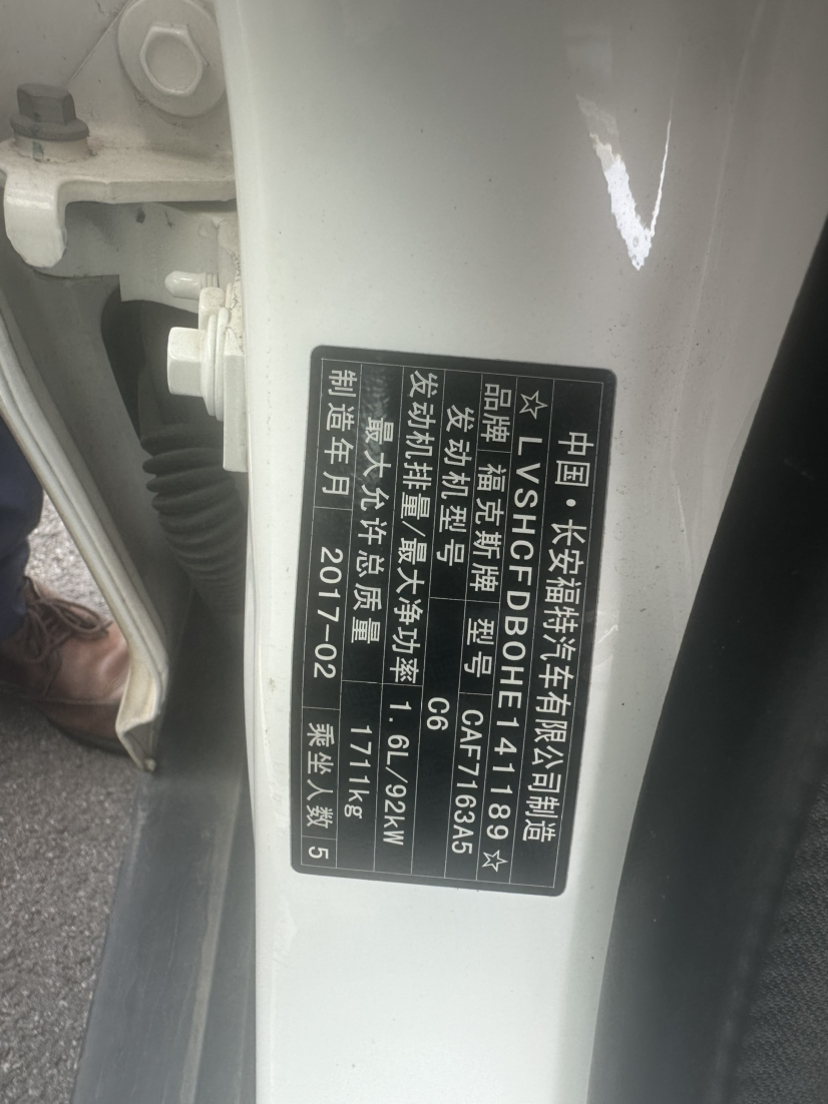 中国·长安福特汽车有限公司制造
☆LVSHCFDB0HE141189☆
品牌 福克斯牌 型号 CAF7163A5
发动机型号 C6
发动机排量/最大净功率 1.6L/92kW
最大允许总质量 1711kg
制造年月 2017-02 乘坐人数 5